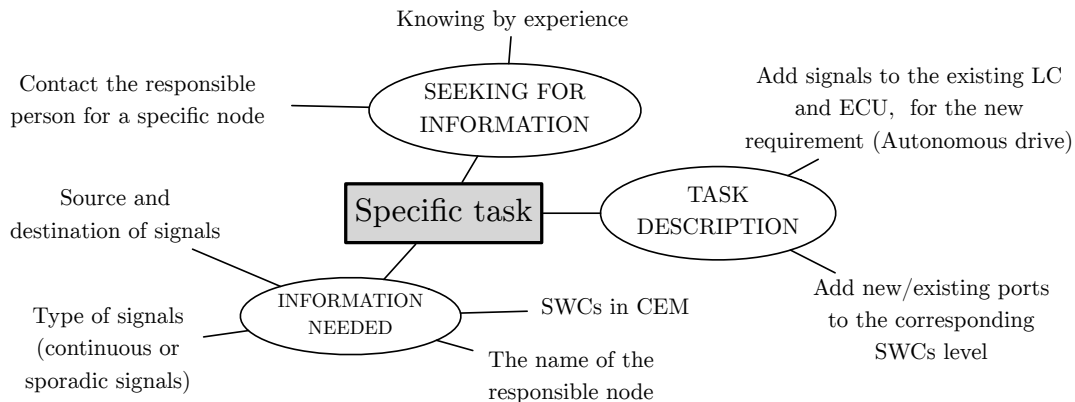 Knowing by experience
Contact the responsible
person for a specific node
SEEKING FOR
INFORMATION
Add signals to the existing LC
and ECU, for the new
requirement (Autonomous drive)
Specific task
TASK
DESCRIPTION
Source and
destination of signals
INFORMATION
NEEDED
SWCs in CEM
Add new/existing ports
to the corresponding
SWCs level
Type of signals
(continuous or
sporadic signals)
The name of the
responsible node